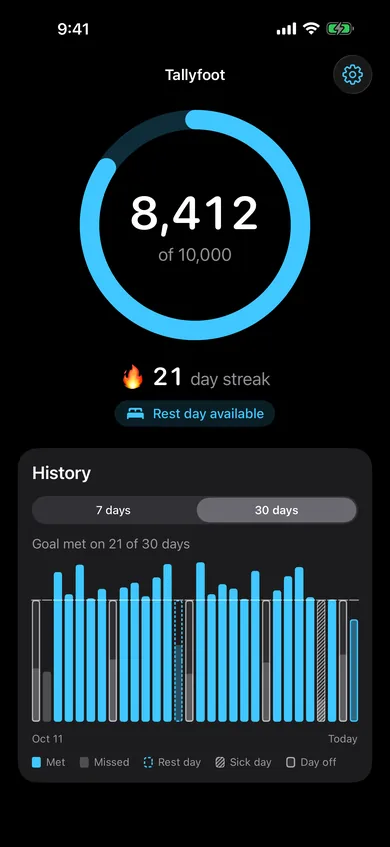 9:41
Tallyfoot
8,412
of 10,000
🔥 21 day streak
Rest day available
History
7 days 30 days
Goal met on 21 of 30 days
Oct 11 Today
Met Missed Rest day Sick day Day off